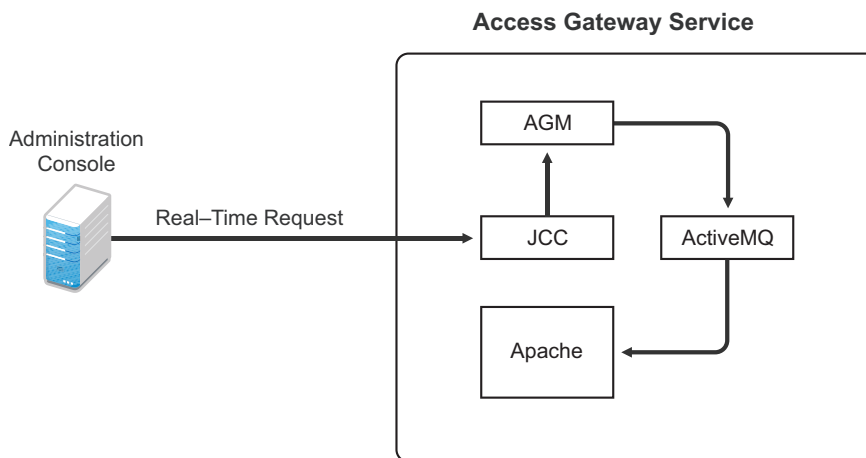 Access Gateway Service
AGM
Administration
Console
Real–Time Request
JCC
ActiveMQ
Apache